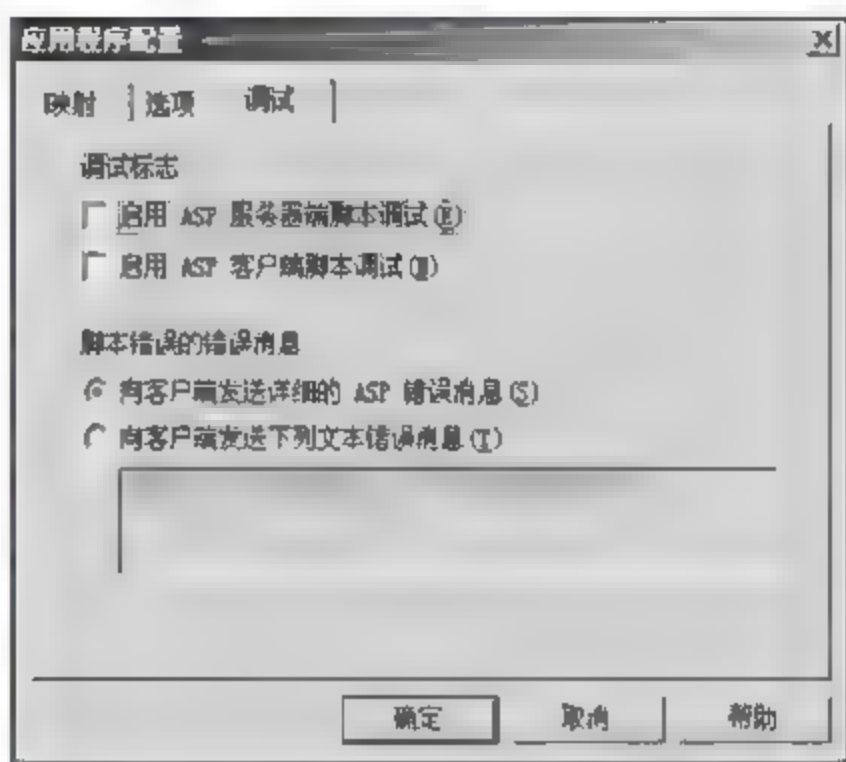 应用程序配置
映射 选项 调试
调试标志
启用 ASP 服务器端脚本调试(E)
启用 ASP 客户端脚本调试(N)
脚本错误的错误消息
向客户端发送详细的 ASP 错误消息(S)
向客户端发送下列文本错误消息(T)
确定 取消 帮助